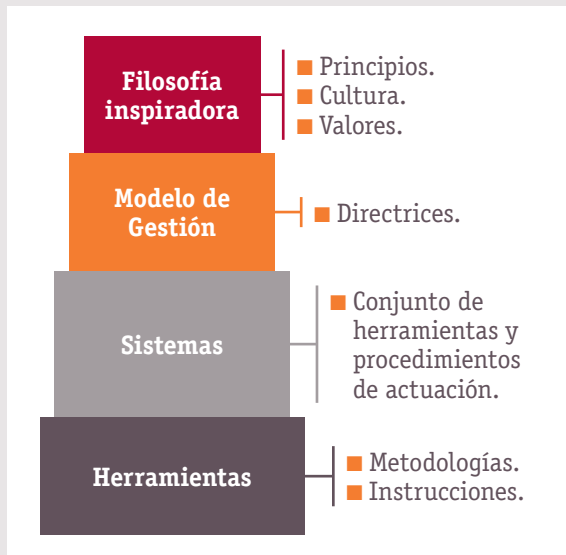 Filosofía
inspiradora
■ Principios.
■ Cultura.
■ Valores.
Modelo de
Gestión
■ Directrices.
Sistemas
■ Conjunto de
herramientas y
procedimientos
de actuación.
Herramientas
■ Metodologías.
■ Instrucciones.